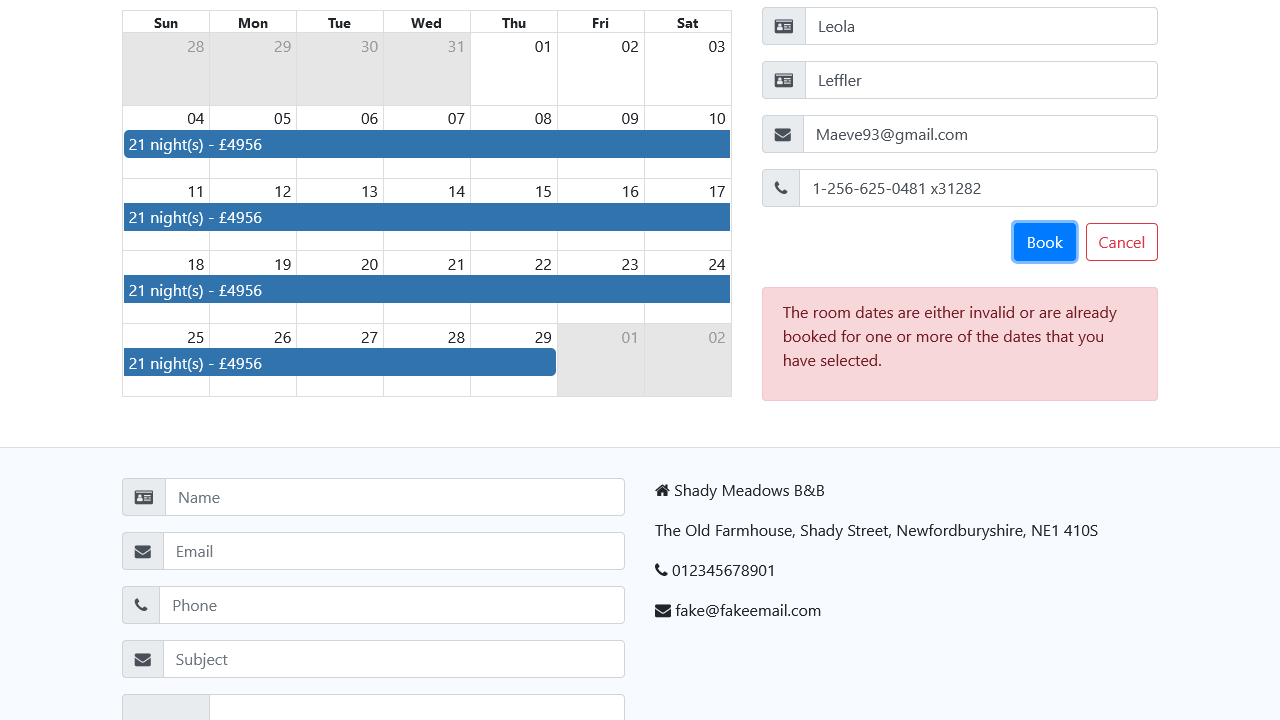 Sun Mon Tue Wed Thu Fri Sat
28 29 30 31 01 02 03
04 05 06 07 08 09 10
21 night(s) - £4956
11 12 13 14 15 16 17
21 night(s) - £4956
18 19 20 21 22 23 24
21 night(s) - £4956
25 26 27 28 29 01 02
21 night(s) - £4956
Leola
Leffler
Maeve93@gmail.com
1-256-625-0481 x31282
Book Cancel
The room dates are either invalid or are already
booked for one or more of the dates that you
have selected.
Name
Email
Phone
Subject
Shady Meadows B&B
The Old Farmhouse, Shady Street, Newfordburyshire, NE1 410S
012345678901
fake@fakeemail.com